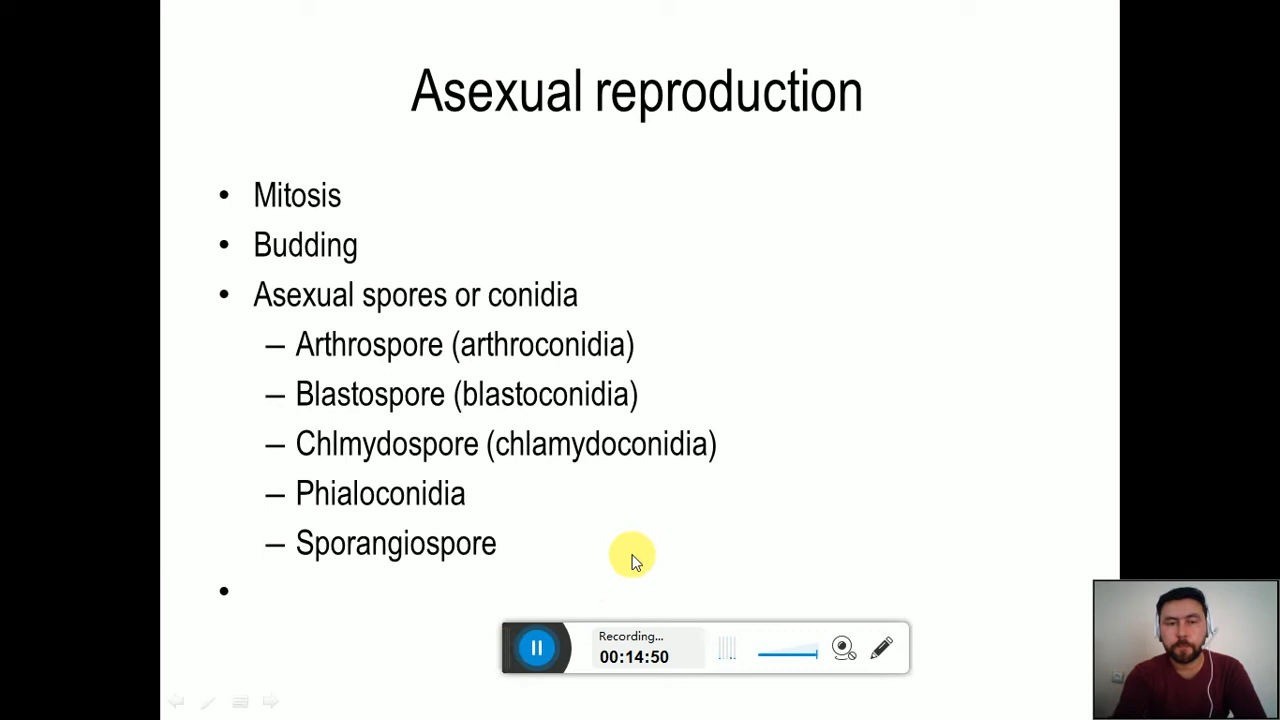 Asexual reproduction
• Mitosis
• Budding
• Asexual spores or conidia
– Arthrospore (arthroconidia)
– Blastospore (blastoconidia)
– Chlmydospore (chlamydoconidia)
– Phialoconidia
– Sporangiospore
•
Recording...
00:14:50